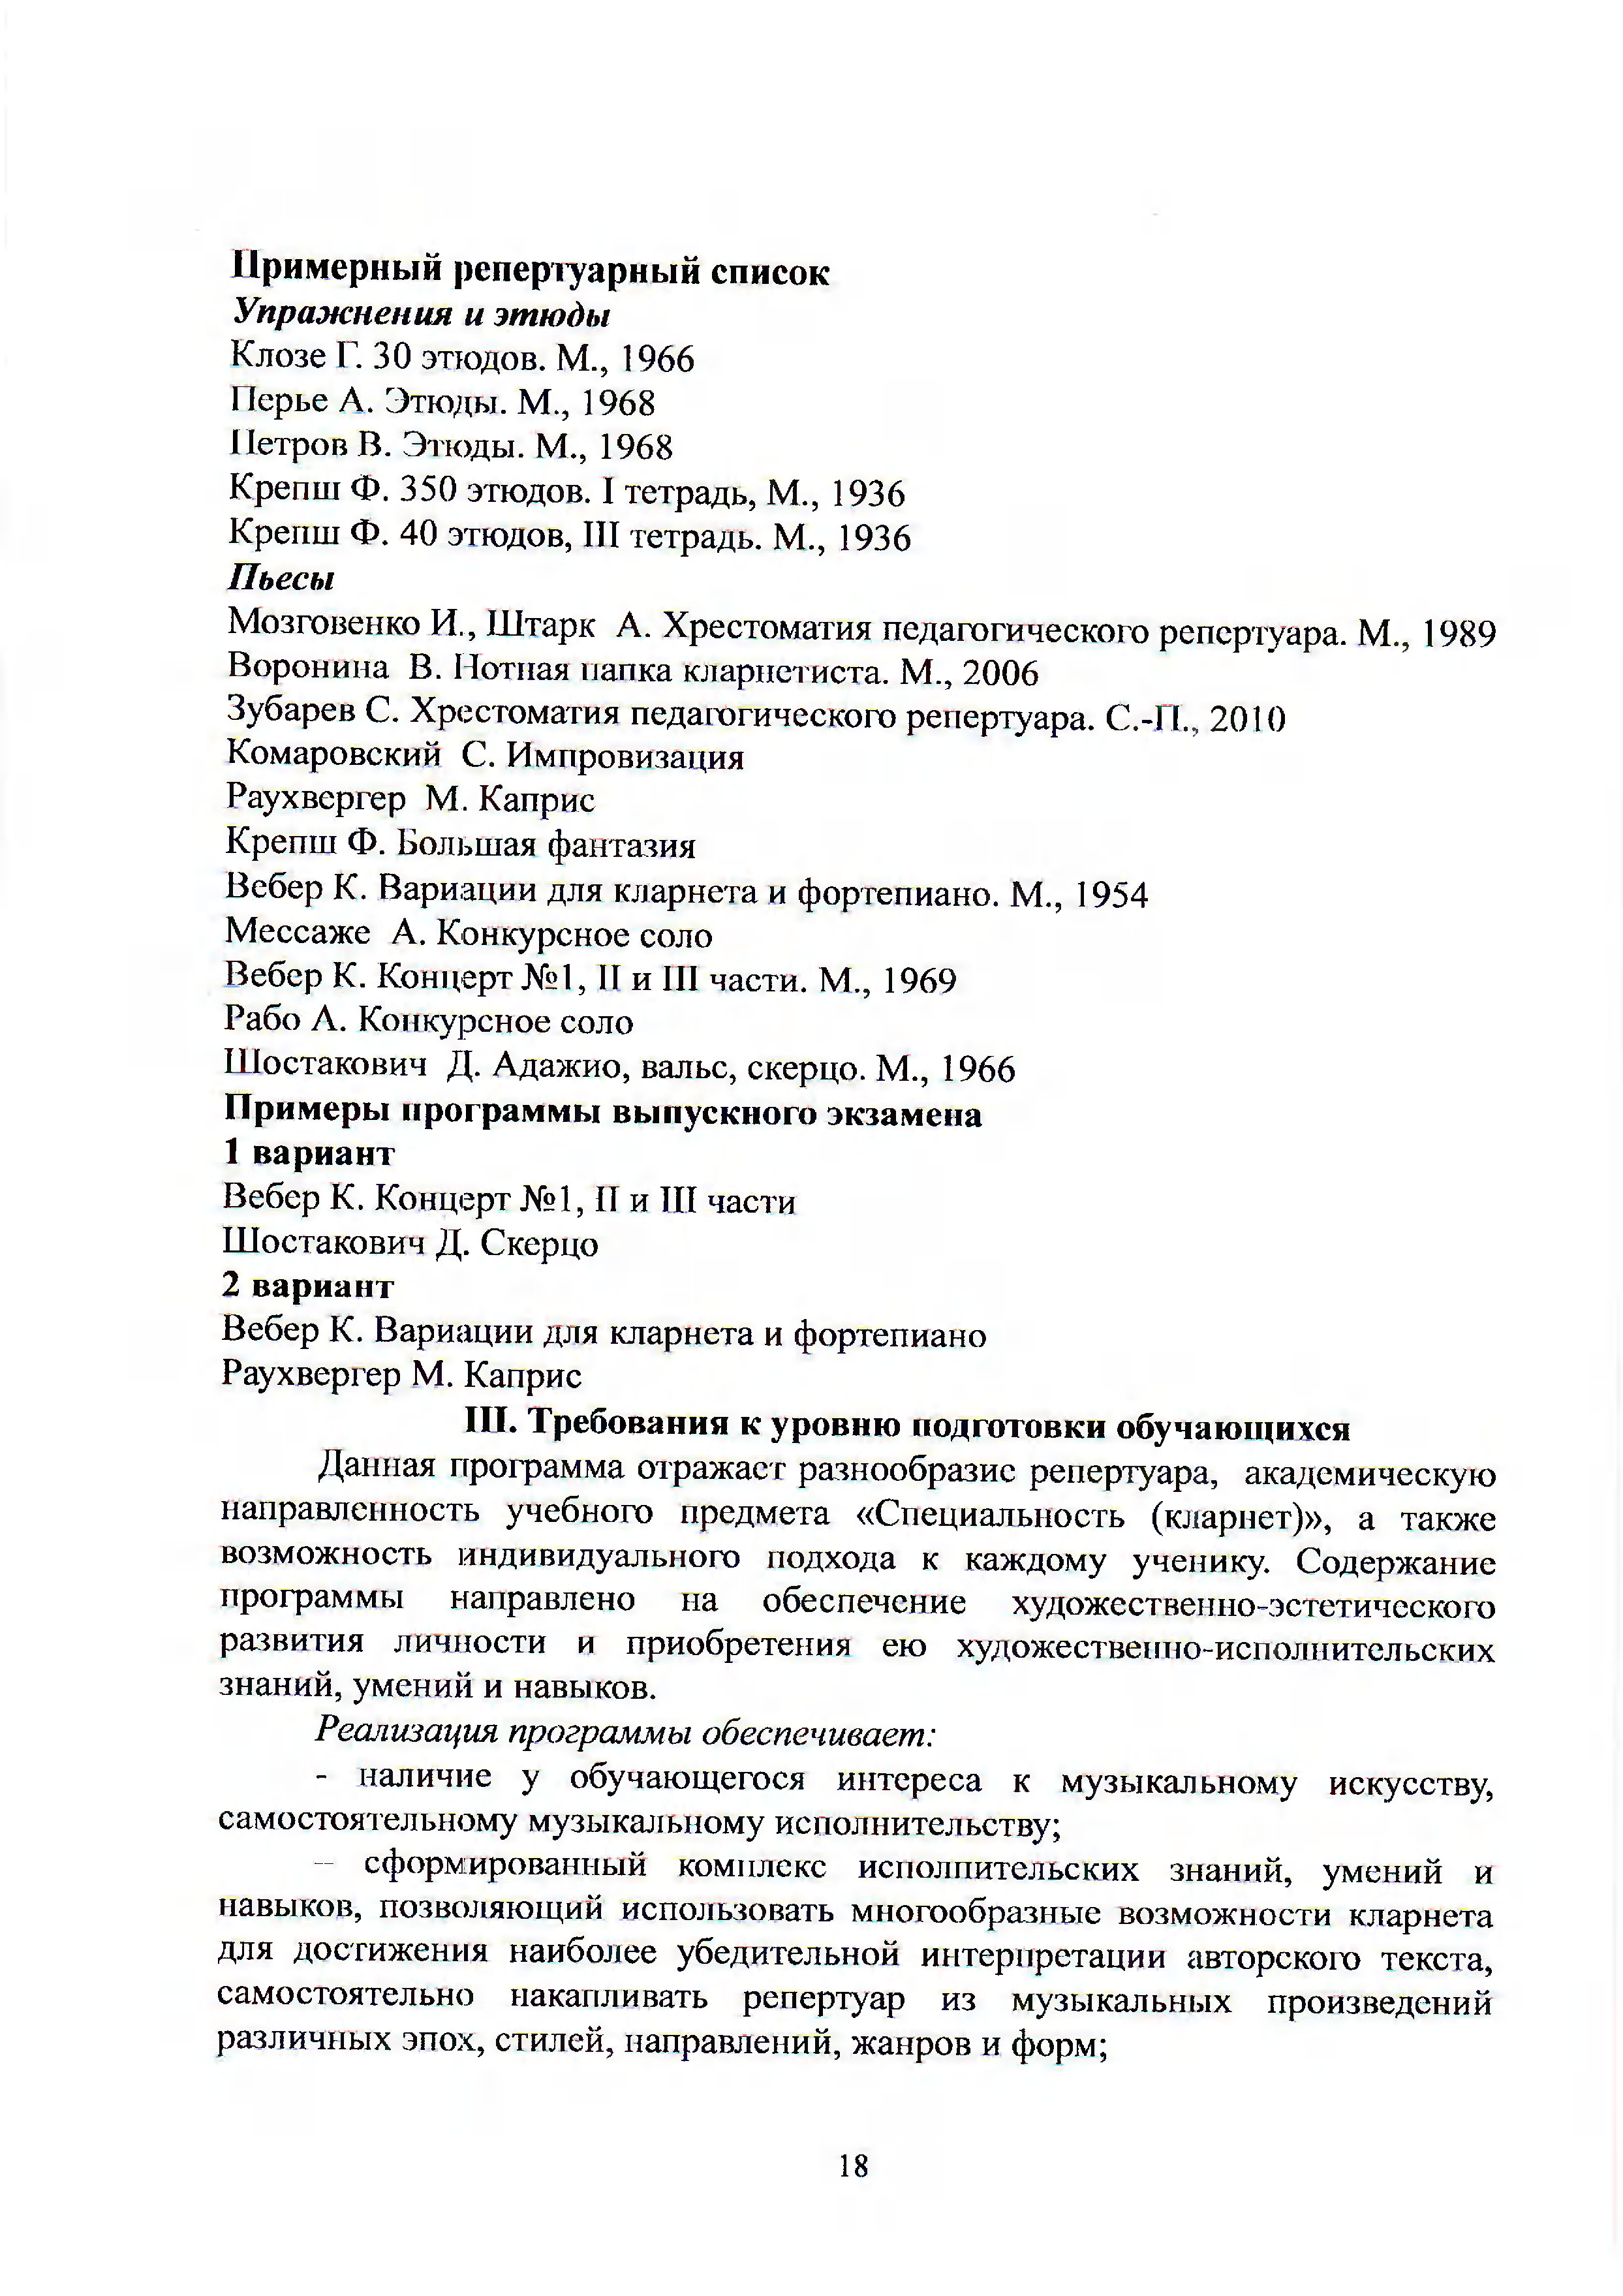 Примерный репертуарный список
Упражнения и этюды
Клозе Г. 30 этюдов. М., 1966
Перье А. Этюды. М., 1968
Петров В. Этюды. М., 1968
Крепш Ф. 350 этюдов. I тетрадь, М., 1936
Крепш Ф. 40 этюдов, III тетрадь. М., 1936
Пьесы
Мозговенко И., Штарк А. Хрестоматия педагогического репертуара. М., 1989
Воронина В. Нотная папка кларнетиста. М., 2006
Зубарев С. Хрестоматия педагогического репертуара. С.-П., 2010
Комаровский С. Импровизация
Раухвергер М. Каприс
Крепш Ф. Большая фантазия
Вебер К. Вариации для кларнета и фортепиано. М., 1954
Мессаже А. Конкурсное соло
Вебер К. Концерт №1, II и III части. М., 1969
Рабо А. Конкурсное соло
Шостакович Д. Адажио, вальс, скерцо. М., 1966
Примеры программы выпускного экзамена
1 вариант
Вебер К. Концерт №1, II и III части
Шостакович Д. Скерцо
2 вариант
Вебер К. Вариации для кларнета и фортепиано
Раухвергер М. Каприс
III. Требования к уровню подготовки обучающихся
Данная программа отражает разнообразие репертуара, академическую
направленность учебного предмета «Специальность (кларнет)», а также
возможность индивидуального подхода к каждому ученику. Содержание
программы направлено на обеспечение художественно-эстетического
развития личности и приобретения ею художественно-исполнительских
знаний, умений и навыков.
Реализация программы обеспечивает:
- наличие у обучающегося интереса к музыкальному искусству,
самостоятельному музыкальному исполнительству;
– сформированный комплекс исполнительских знаний, умений и
навыков, позволяющий использовать многообразные возможности кларнета
для достижения наиболее убедительной интерпретации авторского текста,
самостоятельно накапливать репертуар из музыкальных произведений
различных эпох, стилей, направлений, жанров и форм;
18